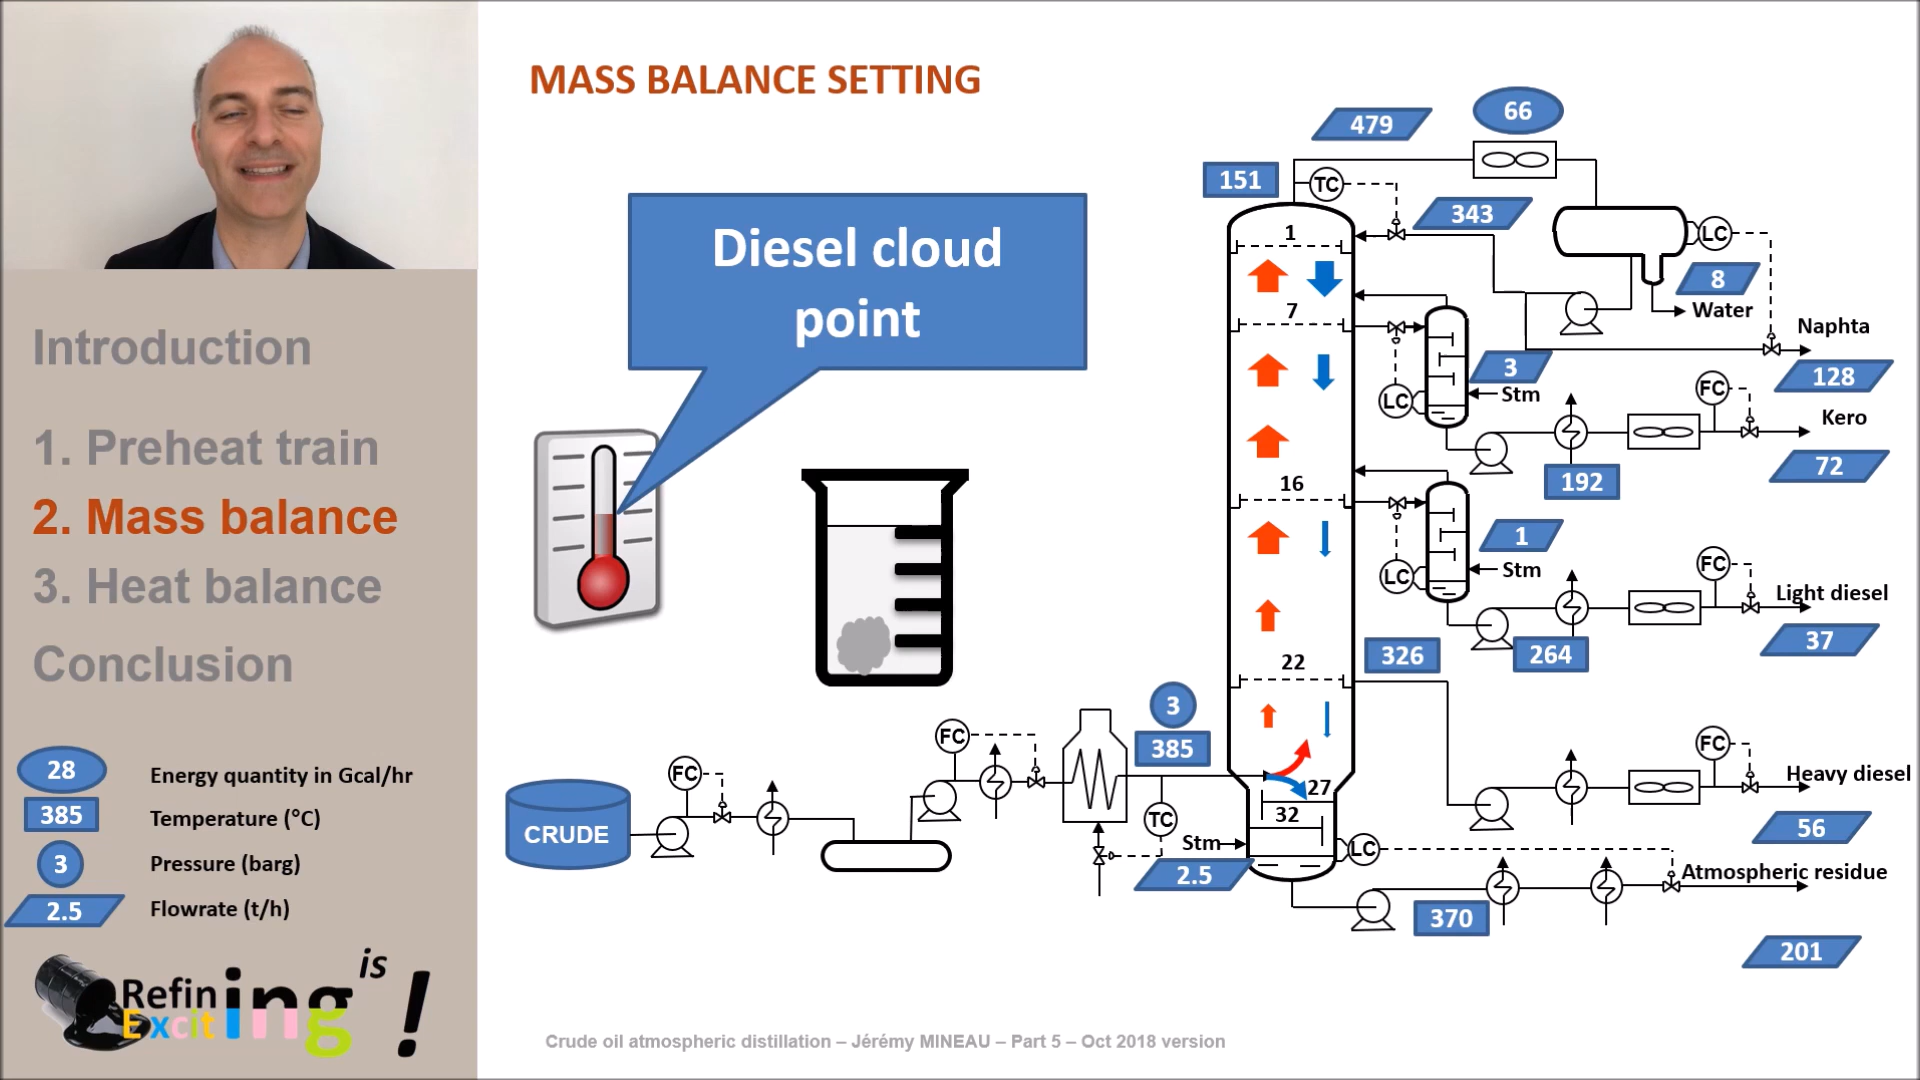 MASS BALANCE SETTING
Diesel cloud
point
Introduction
1. Preheat train
2. Mass balance
3. Heat balance
Conclusion
28 Energy quantity in Gcal/hr
385 Temperature (°C)
3 Pressure (barg)
2.5 Flowrate (t/h)
is
Refin ing !
Excit
479
66
151
TC
343
LC
1
8
Water
7
Naphta
128
3
FC
LC
Stm
Kero
72
192
16
1
FC
LC
Stm
Light diesel
37
264
326
22
3
385
FC
FC
FC
Heavy diesel
56
27
32
CRUDE
TC
Stm
2.5
LC
Atmospheric residue
370
201
Crude oil atmospheric distillation – Jérémy MINEAU – Part 5 – Oct 2018 version